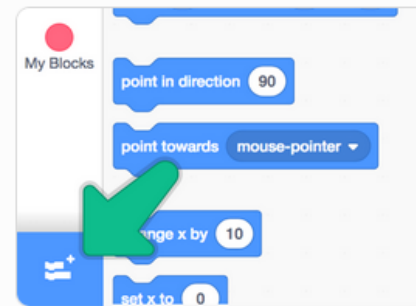 My Blocks
point in direction 90
point towards mouse-pointer
ange x by 10
set x to 0